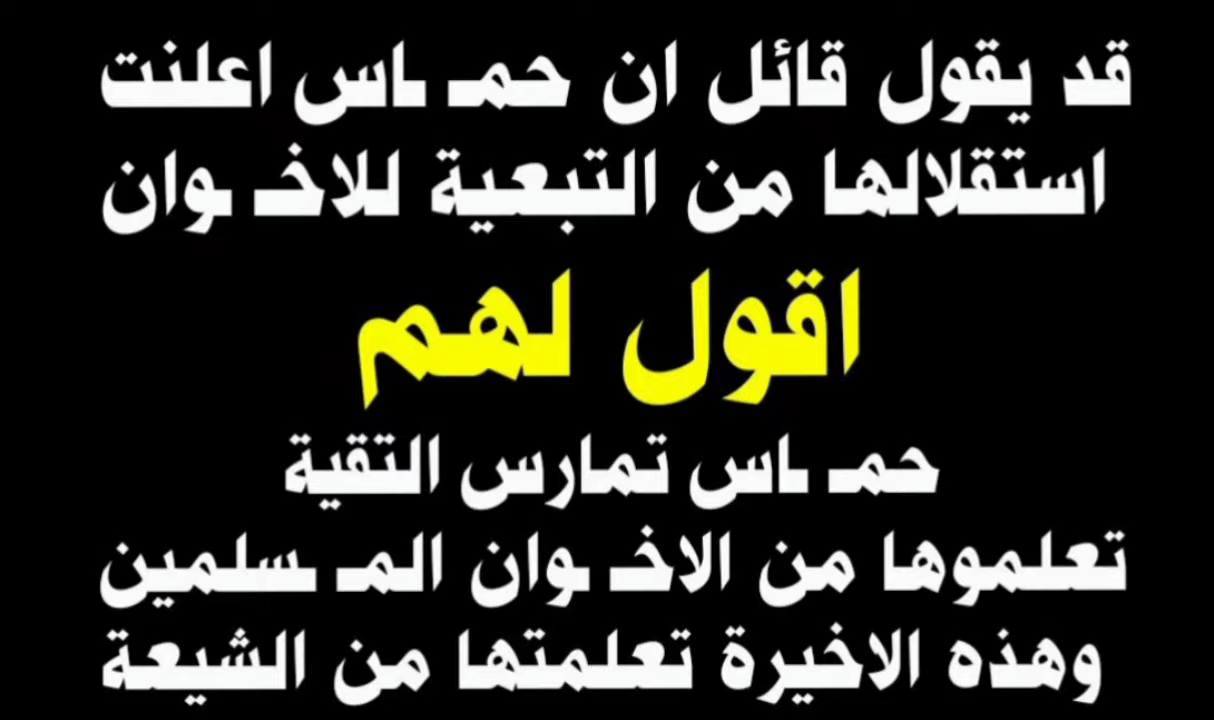 قد يقول قائل ان حمـ ـاس اعلنت
استقلالها من التبعية للاخـ ـوان
اقول لهم
حمـ ـاس تمارس التقية
تعلموها من الاخـ ـوان المـ ـسلمين
وهذه الاخيرة تعلمتها من الشيعة